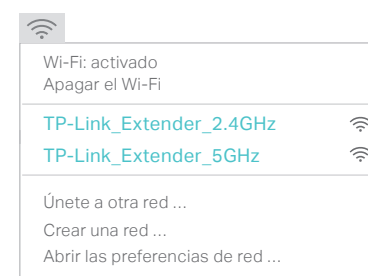 Wi-Fi: activado
Apagar el Wi-Fi
TP-Link_Extender_2.4GHz
TP-Link_Extender_5GHz
Únete a otra red ...
Crear una red ...
Abrir las preferencias de red ...